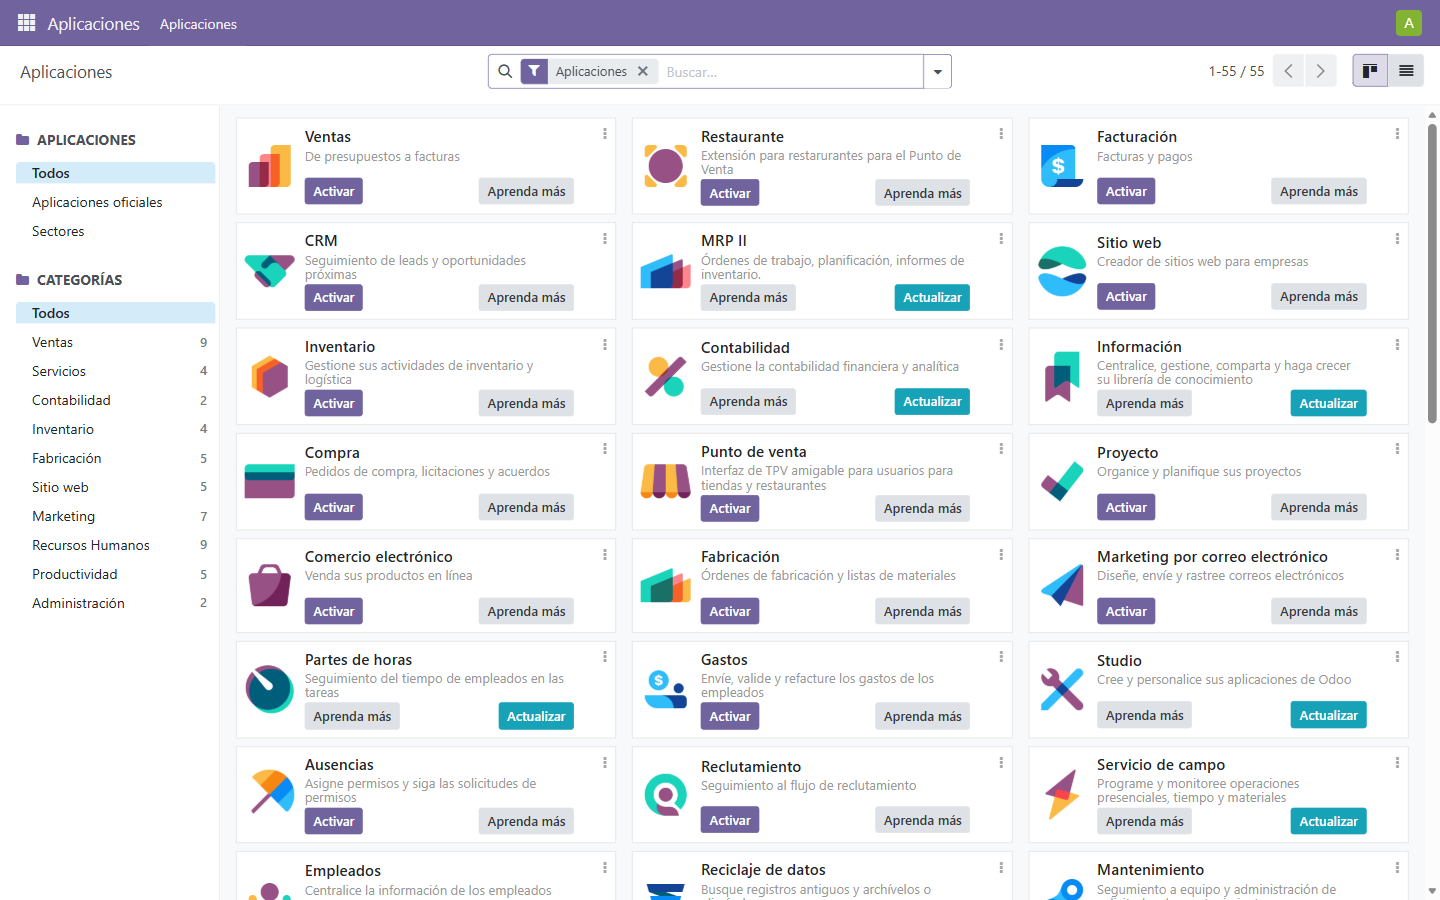 Aplicaciones Aplicaciones A
Aplicaciones
Aplicaciones Buscar...
1-55 / 55
APLICACIONES
Todos
Aplicaciones oficiales
Sectores
CATEGORÍAS
Todos
Ventas 9
Servicios 4
Contabilidad 2
Inventario 4
Fabricación 5
Sitio web 5
Marketing 7
Recursos Humanos 9
Productividad 5
Administración 2
Ventas
De presupuestos a facturas
Activar Aprenda más
Restaurante
Extensión para restarurantes para el Punto de
Venta
Activar Aprenda más
Facturación
Facturas y pagos
Activar Aprenda más
CRM
Seguimiento de leads y oportunidades
próximas
Activar Aprenda más
MRP II
Órdenes de trabajo, planificación, informes de
inventario.
Aprenda más Actualizar
Sitio web
Creador de sitios web para empresas
Activar Aprenda más
Inventario
Gestione sus actividades de inventario y
logística
Activar Aprenda más
Contabilidad
Gestione la contabilidad financiera y analítica
Aprenda más Actualizar
Información
Centralice, gestione, comparta y haga crecer
su librería de conocimiento
Aprenda más Actualizar
Compra
Pedidos de compra, licitaciones y acuerdos
Activar Aprenda más
Punto de venta
Interfaz de TPV amigable para usuarios para
tiendas y restaurantes
Activar Aprenda más
Proyecto
Organice y planifique sus proyectos
Activar Aprenda más
Comercio electrónico
Venda sus productos en línea
Activar Aprenda más
Fabricación
Órdenes de fabricación y listas de materiales
Activar Aprenda más
Marketing por correo electrónico
Diseñe, envíe y rastree correos electrónicos
Activar Aprenda más
Partes de horas
Seguimiento del tiempo de empleados en las
tareas
Aprenda más Actualizar
Gastos
Envíe, valide y refacture los gastos de los
empleados
Activar Aprenda más
Studio
Cree y personalice sus aplicaciones de Odoo
Aprenda más Actualizar
Ausencias
Asigne permisos y siga las solicitudes de
permisos
Activar Aprenda más
Reclutamiento
Seguimiento al flujo de reclutamiento
Activar Aprenda más
Servicio de campo
Programe y monitoree operaciones
presenciales, tiempo y materiales
Aprenda más Actualizar
Empleados
Centralice la información de los empleados
Reciclaje de datos
Busque registros antiguos y archívelos o
Mantenimiento
Segumiento a equipo y administración de